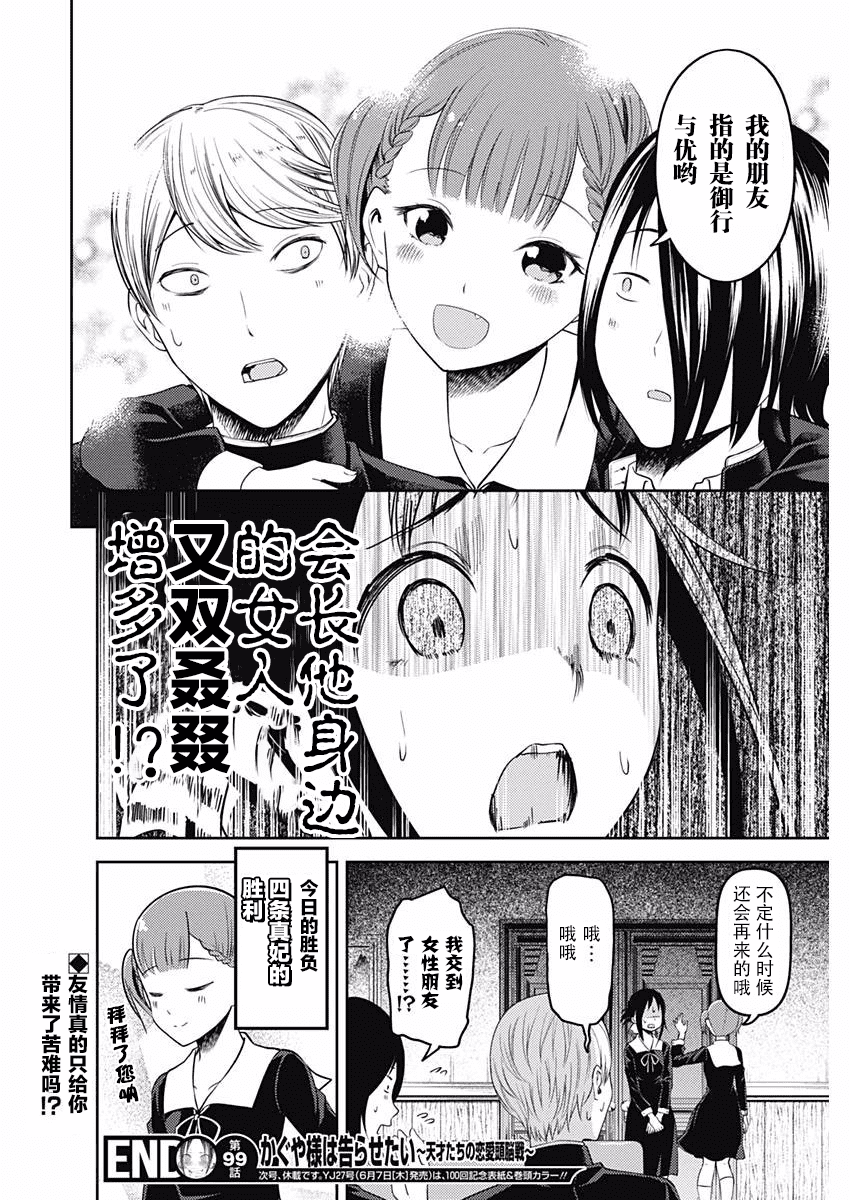 我的朋友
指的是御行
与优哟
会长他身边
的女人
又双叒叕
增多了!?
不定什么时候
还会再来的哦
哦…
哦哦
我交到
女性朋友
了……!?
今日的胜负
四条真妃的
胜利
拜拜了您呐
◆友情真的只给你
带来了苦难吗!?
END
第99話
かぐや様は告らせたい～天才たちの恋愛頭脳戦～
次号、休載です。YJ27号(6月7日[木]発売)は、100回記念表紙&巻頭カラー!!